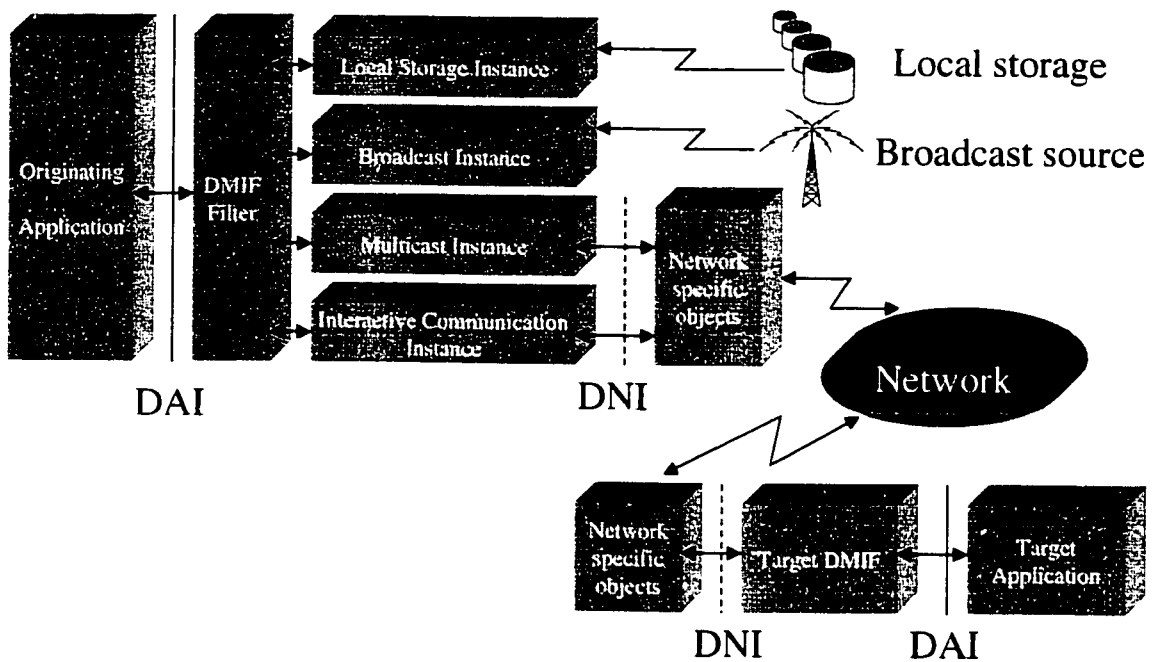 Local Storage Instance
Local storage
Broadcast Instance
Broadcast source
Originating
Application
DMIF
Filter
Multicast Instance
Network
specific
objects
Interactive Communication
Instance
DAI
DNI
Network
Network
specific
objects
Target DMIF
Target
Application
DNI
DAI